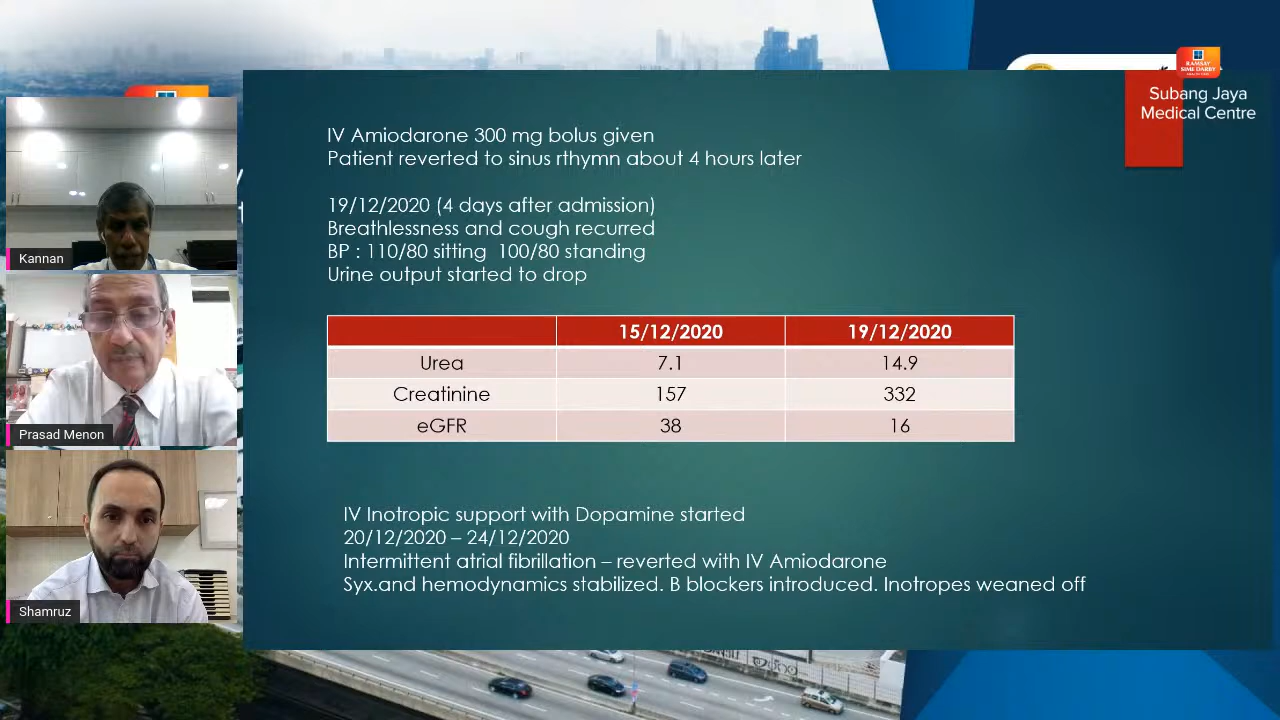 RAMSAY
SIME DARBY
Subang Jaya
Medical Centre
IV Amiodarone 300 mg bolus given
Patient reverted to sinus rthymn about 4 hours later
19/12/2020 (4 days after admission)
Breathlessness and cough recurred
BP : 110/80 sitting 100/80 standing
Urine output started to drop
15/12/2020 19/12/2020
Urea 7.1 14.9
Creatinine 157 332
eGFR 38 16
IV Inotropic support with Dopamine started
20/12/2020 – 24/12/2020
Intermittent atrial fibrillation – reverted with IV Amiodarone
Syx.and hemodynamics stabilized. B blockers introduced. Inotropes weaned off
Kannan
Prasad Menon
Shamruz